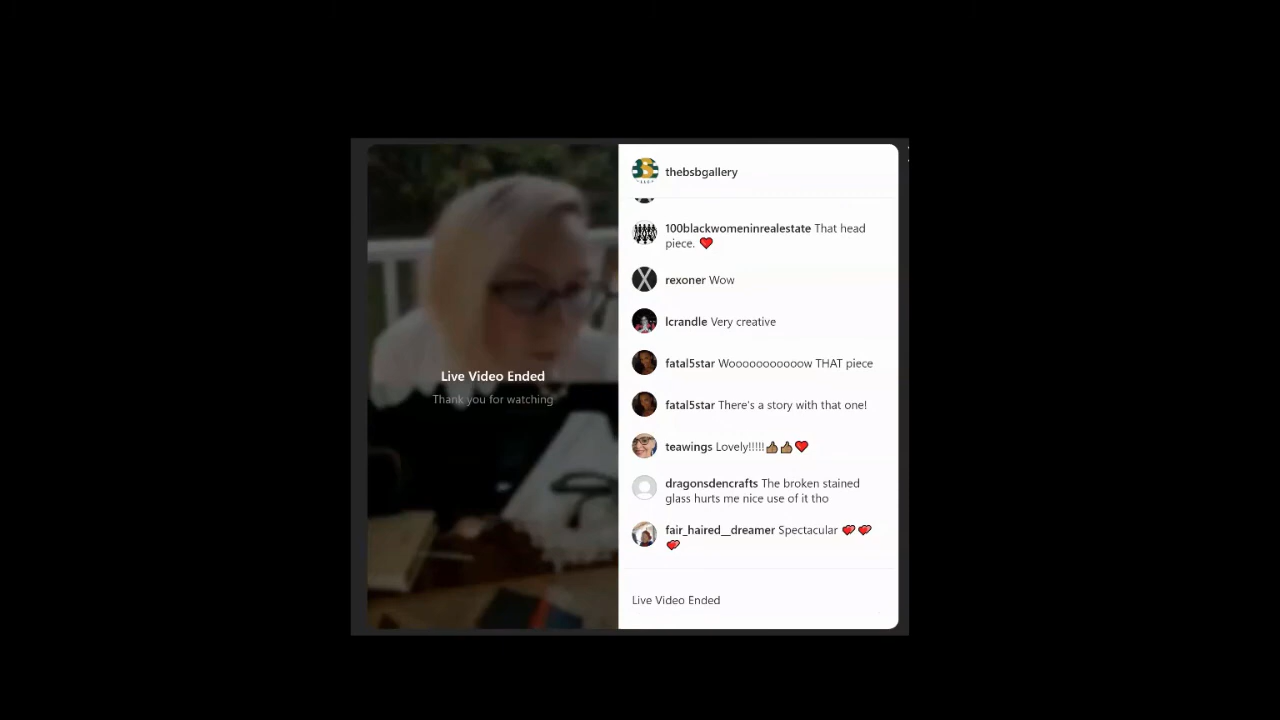 thebsbgallery
100blackwomeninrealestate That head
piece. ❤️
rexoner Wow
lcrandle Very creative
fatal5star Wooooooooooow THAT piece
fatal5star There's a story with that one!
teawings Lovely!!!!!👍🏾👍🏾❤️
dragonsdencrafts The broken stained
glass hurts me nice use of it tho
fair_haired__dreamer Spectacular 💕💕
💕
Live Video Ended
Thank you for watching
Live Video Ended